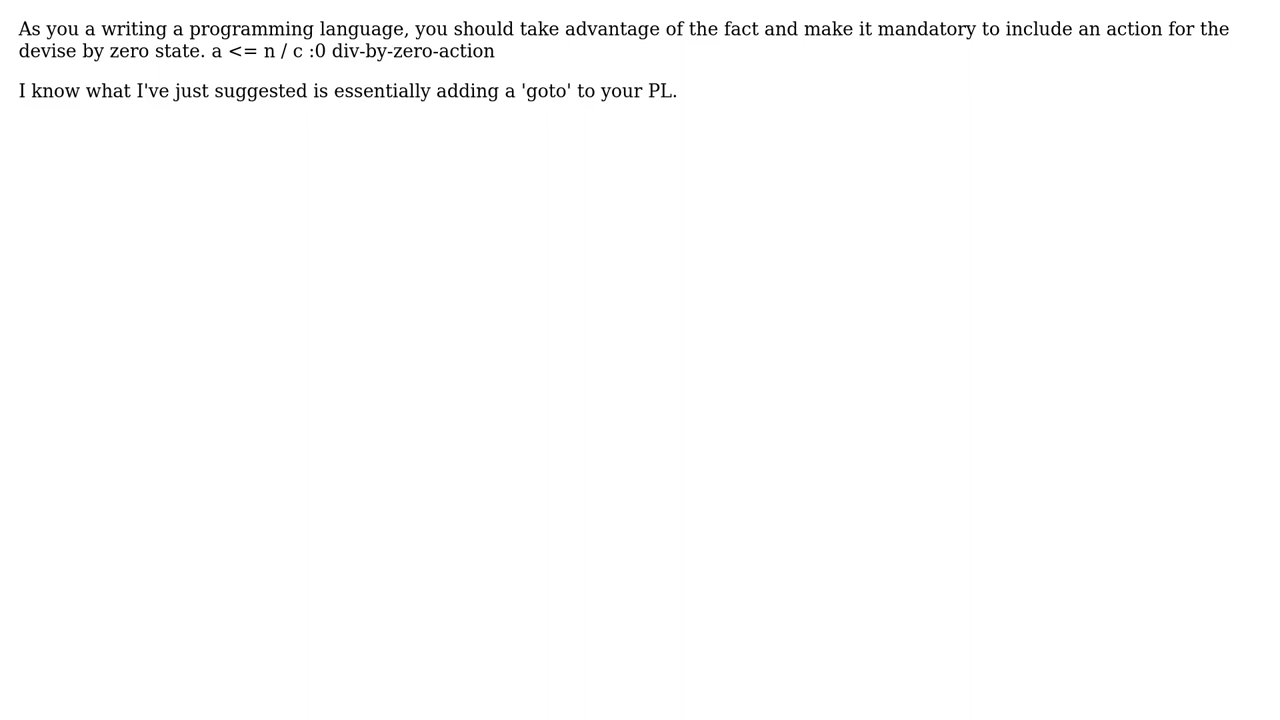 As you a writing a programming language, you should take advantage of the fact and make it mandatory to include an action for the
devise by zero state. a <= n / c :0 div-by-zero-action
I know what I've just suggested is essentially adding a 'goto' to your PL.